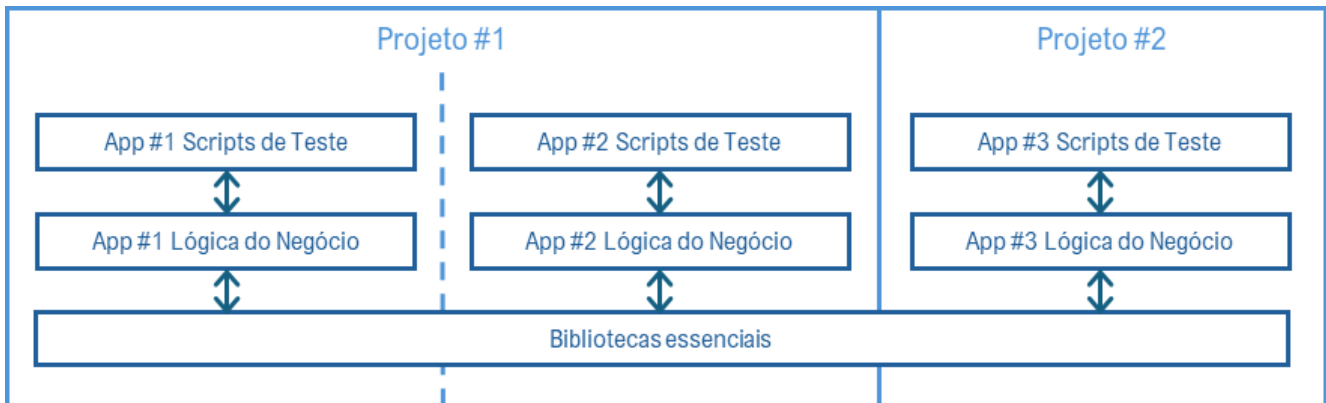 Projeto #1
Projeto #2
App #1 Scripts de Teste
App #2 Scripts de Teste
App #3 Scripts de Teste
App #1 Lógica do Negócio
App #2 Lógica do Negócio
App #3 Lógica do Negócio
Bibliotecas essenciais